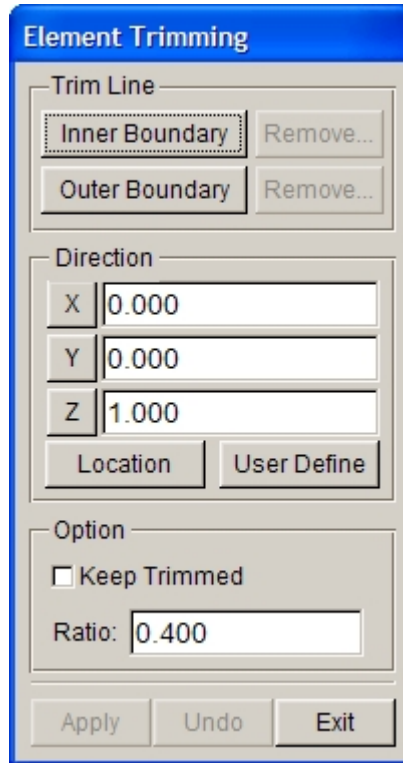 Element Trimming
Trim Line
Inner Boundary Remove...
Outer Boundary Remove...
Direction
X 0.000
Y 0.000
Z 1.000
Location User Define
Option
Keep Trimmed
Ratio: 0.400
Apply Undo Exit